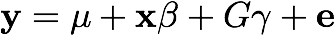 𝐲 = μ + 𝐱β + Gγ + 𝐞